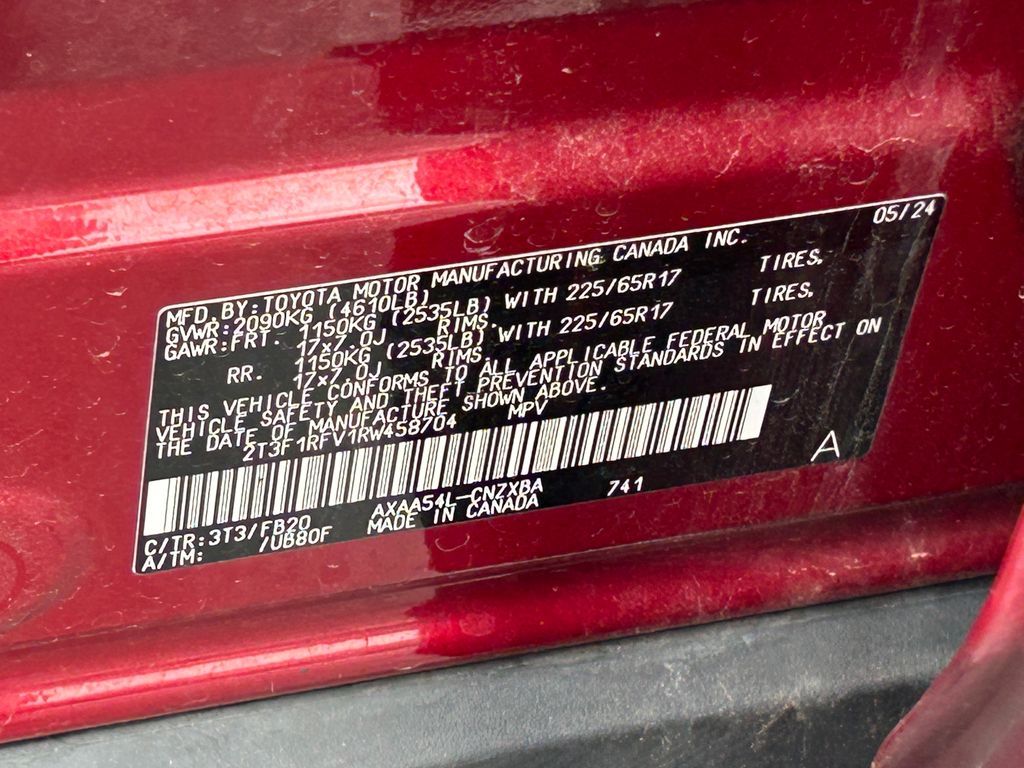 05/24
MFD. BY: TOYOTA MOTOR MANUFACTURING CANADA INC.
GVWR: 2090KG (4610LB)
GAWR: FRT. 1150KG (2535LB) WITH 225/65R17 TIRES,
17x7.0J RIMS.
RR. 1150KG (2535LB) WITH 225/65R17 TIRES,
17x7.0J RIMS.
THIS VEHICLE CONFORMS TO ALL APPLICABLE FEDERAL MOTOR
VEHICLE SAFETY AND THEFT PREVENTION STANDARDS IN EFFECT ON
THE DATE OF MANUFACTURE SHOWN ABOVE.
2T3F1RFV1RW458704 MPV
A
C/TR: 3T3/FB20 AXAA54L-CNZXBA 741
A/TM: /UB80F MADE IN CANADA